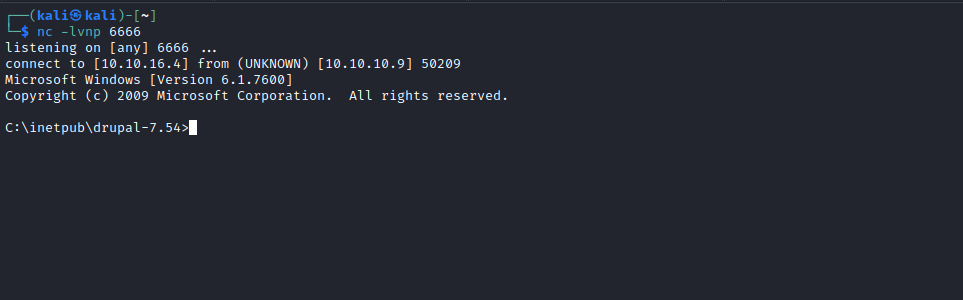 ┌──(kali㉿kali)-[~]
└─$ nc -lvnp 6666
listening on [any] 6666 ...
connect to [10.10.16.4] from (UNKNOWN) [10.10.10.9] 50209
Microsoft Windows [Version 6.1.7600]
Copyright (c) 2009 Microsoft Corporation.  All rights reserved.
C:\inetpub\drupal-7.54>